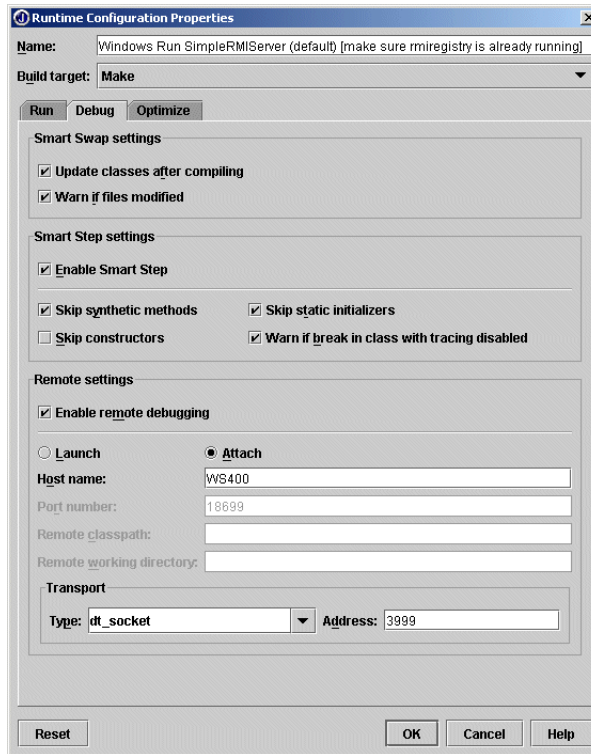 Runtime Configuration Properties
Name: Windows Run SimpleRMIServer (default) [make sure rmiregistry is already running]
Build target: Make
Run Debug Optimize
Smart Swap settings
Update classes after compiling
Warn if files modified
Smart Step settings
Enable Smart Step
Skip synthetic methods Skip static initializers
Skip constructors Warn if break in class with tracing disabled
Remote settings
Enable remote debugging
Launch Attach
Host name: WS400
Port number: 18699
Remote classpath:
Remote working directory:
Transport
Type: dt_socket Address: 3999
Reset OK Cancel Help